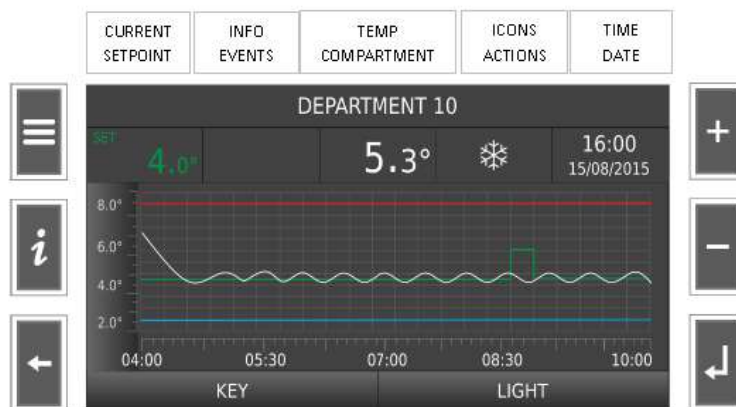 CURRENT SETPOINT
INFO EVENTS
TEMP COMPARTMENT
ICONS ACTIONS
TIME DATE
DEPARTMENT 10
SET
4.0°
5.3°
16:00
15/08/2015
8.0°
6.0°
4.0°
2.0°
04:00 05:30 07:00 08:30 10:00
KEY LIGHT
+
i
−